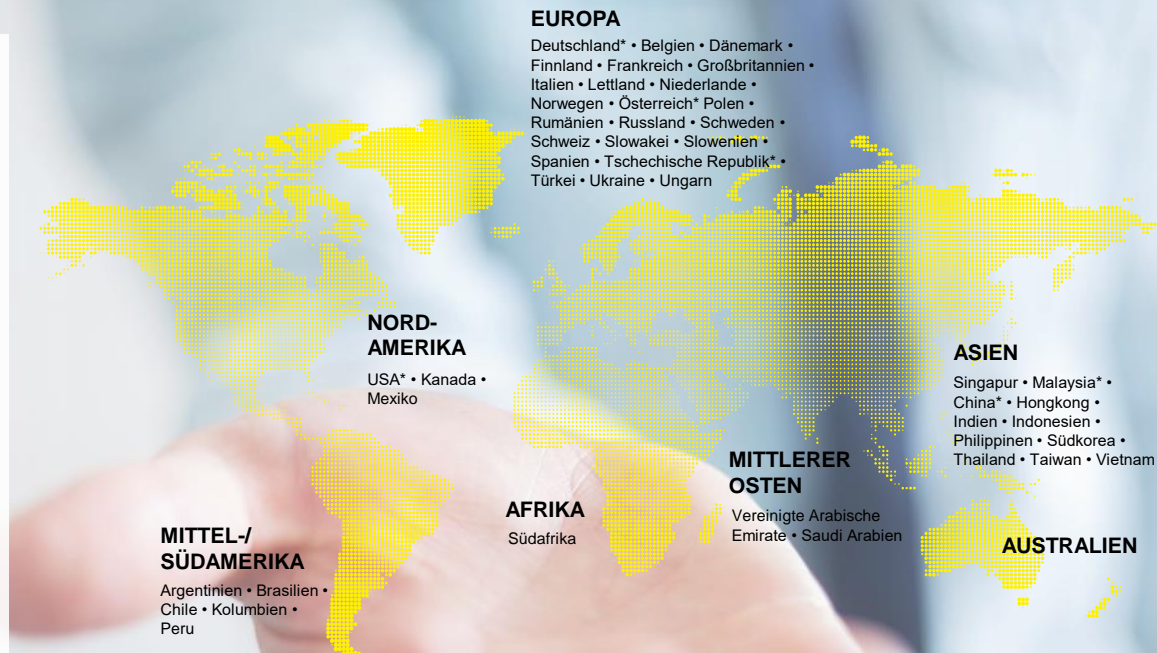 EUROPA
Deutschland* • Belgien • Dänemark •
Finnland • Frankreich • Großbritannien •
Italien • Lettland • Niederlande •
Norwegen • Österreich* Polen •
Rumänien • Russland • Schweden •
Schweiz • Slowakei • Slowenien •
Spanien • Tschechische Republik* •
Türkei • Ukraine • Ungarn
NORD-
AMERIKA
USA* • Kanada •
Mexiko
ASIEN
Singapur • Malaysia* •
China* • Hongkong •
Indien • Indonesien •
Philippinen • Südkorea •
Thailand • Taiwan • Vietnam
MITTLERER
OSTEN
Vereinigte Arabische
Emirate • Saudi Arabien
AFRIKA
Südafrika
MITTEL-/
SÜDAMERIKA
Argentinien • Brasilien •
Chile • Kolumbien •
Peru
AUSTRALIEN